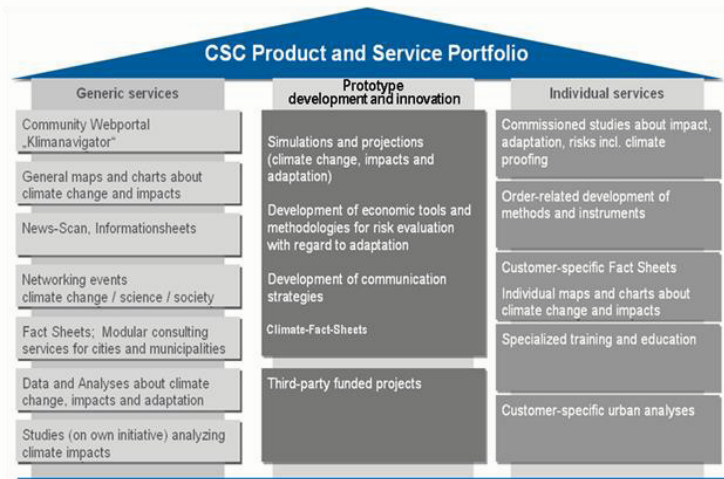 CSC Product and Service Portfolio
Generic services
Community Webportal
„Klimanavigator“
General maps and charts about
climate change and impacts
News-Scan, Informationsheets
Networking events
climate change / science / society
Fact Sheets; Modular consulting
services for cities and municipalities
Data and Analyses about climate
change, impacts and adaptation
Studies (on own initiative) analyzing
climate impacts
Prototype
development and innovation
Simulations and projections
(climate change, impacts and
adaptation)
Development of economic tools and
methodologies for risk evaluation
with regard to adaptation
Development of communication
strategies
Climate-Fact-Sheets
Third-party funded projects
Individual services
Commissioned studies about impact,
adaptation, risks incl. climate
proofing
Order-related development of
methods and instruments
Customer-specific Fact Sheets
Individual maps and charts about
climate change and impacts
Specialized training and education
Customer-specific urban analyses